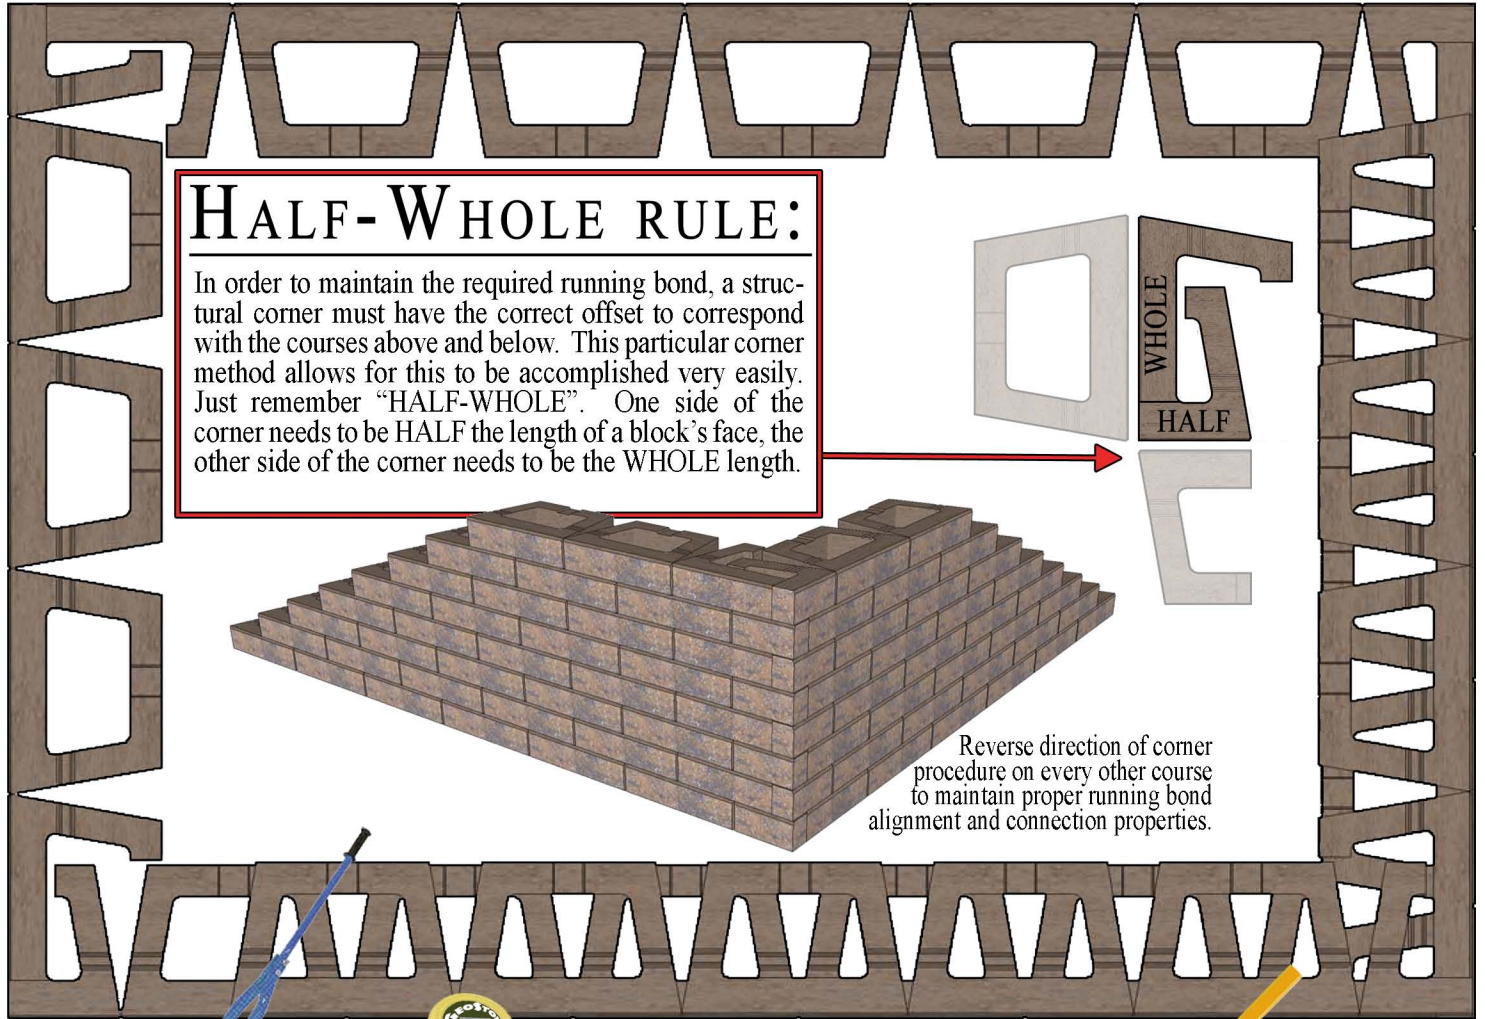 HALF-WHOLE RULE:
In order to maintain the required running bond, a struc-
tural corner must have the correct offset to correspond
with the courses above and below. This particular corner
method allows for this to be accomplished very easily.
Just remember “HALF-WHOLE”. One side of the
corner needs to be HALF the length of a block’s face, the
other side of the corner needs to be the WHOLE length.
WHOLE
HALF
Reverse direction of corner
procedure on every other course
to maintain proper running bond
alignment and connection properties.